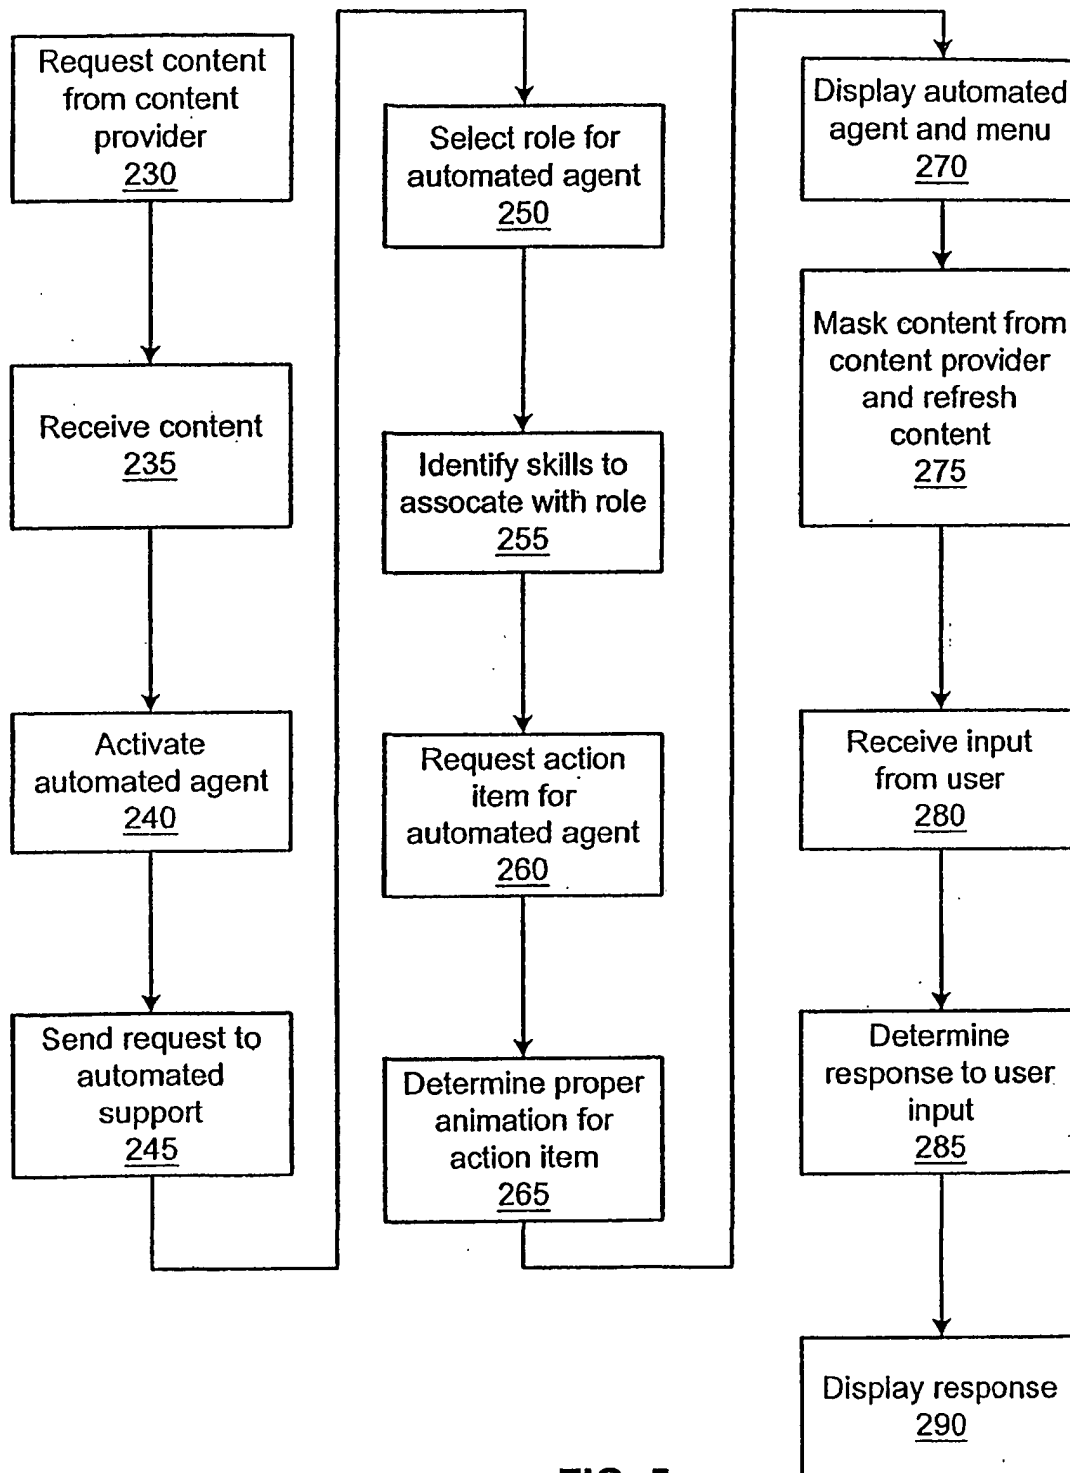 Request content
from content
provider
230
Receive content
235
Activate
automated agent
240
Send request to
automated
support
245
Select role for
automated agent
250
Identify skills to
assocate with role
255
Request action
item for
automated agent
260
Determine proper
animation for
action item
265
Display automated
agent and menu
270
Mask content from
content provider
and refresh
content
275
Receive input
from user
280
Determine
response to user
input
285
Display response
290